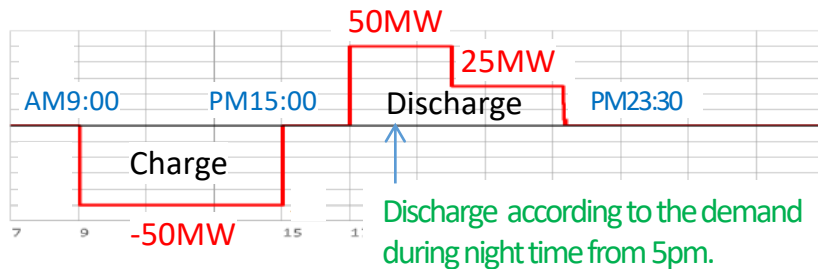 50MW
25MW
AM9:00
PM15:00
Discharge
PM23:30
Charge
-50MW
7
9
15
Discharge according to the demand
during night time from 5pm.